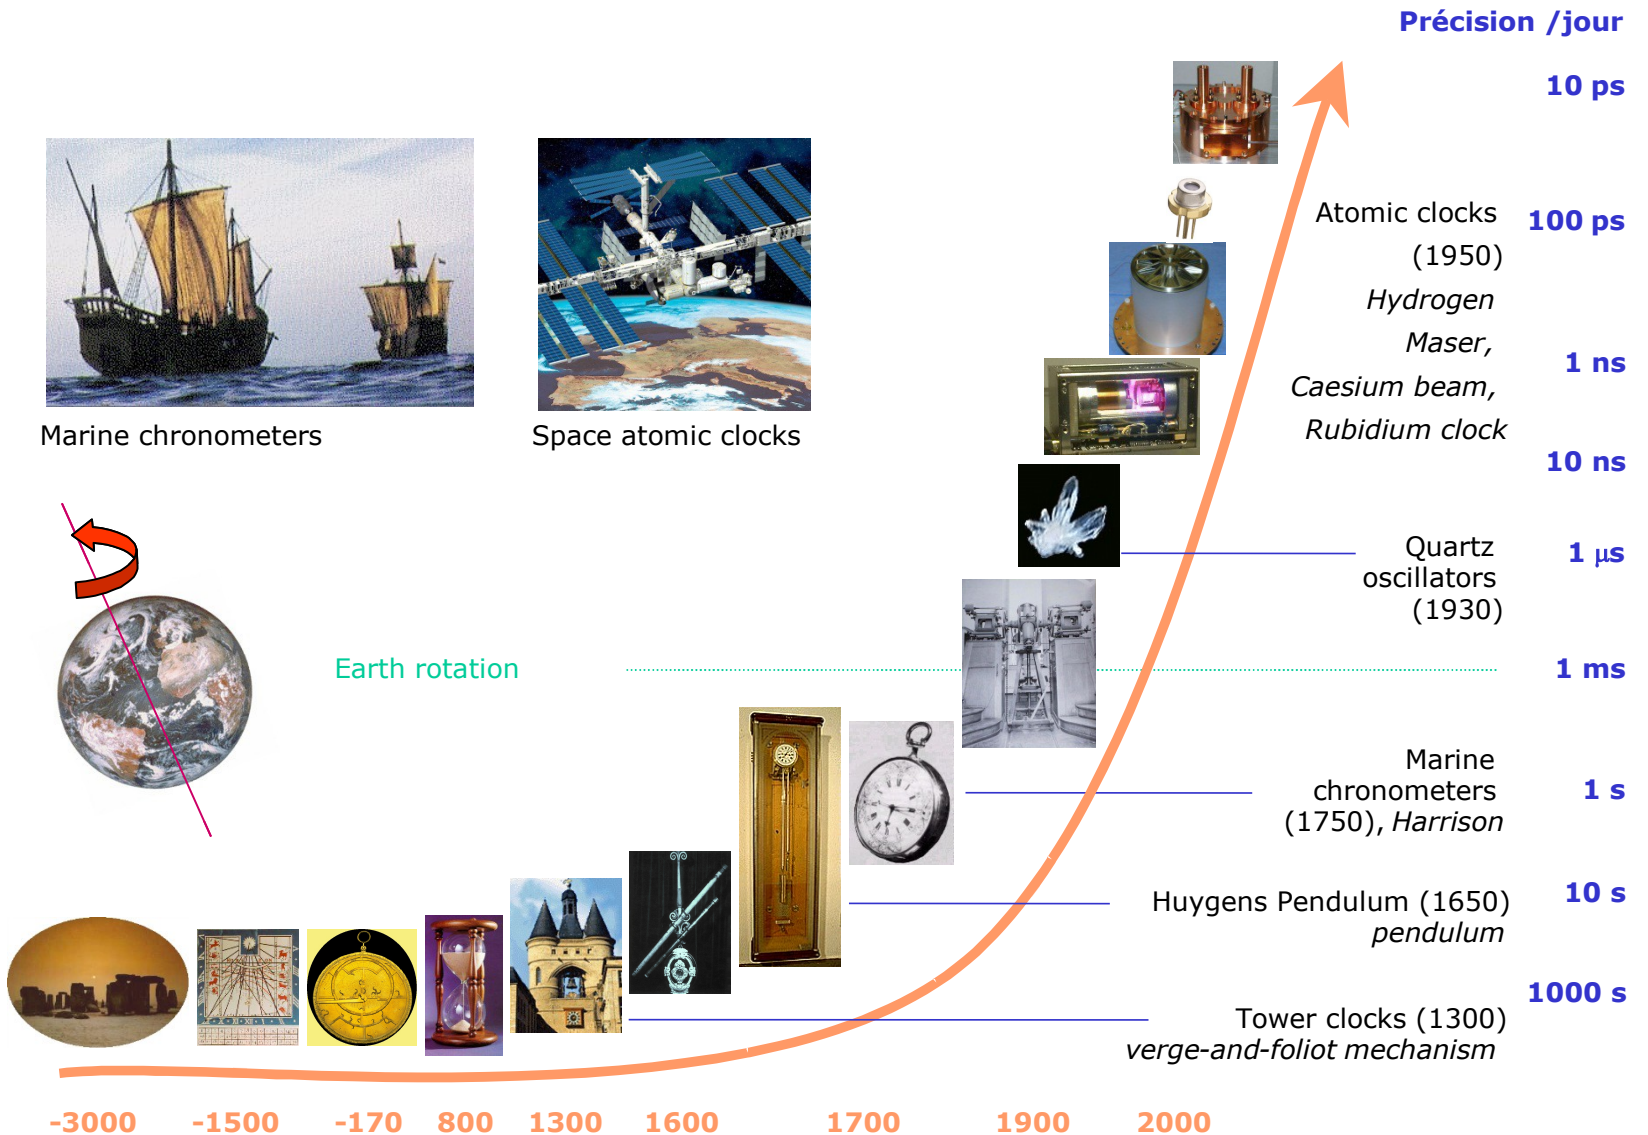 Précision /jour
10 ps
Atomic clocks
100 ps
(1950)
Hydrogen
Maser,
1 ns
Caesium beam,
Rubidium clock
10 ns
Marine chronometers
Space atomic clocks
Quartz
oscillators
(1930)
1 μs
Earth rotation
1 ms
Marine
chronometers
(1750), Harrison
1 s
Huygens Pendulum (1650)
pendulum
10 s
1000 s
Tower clocks (1300)
verge-and-foliot mechanism
-3000 -1500 -170 800 1300 1600 1700 1900 2000